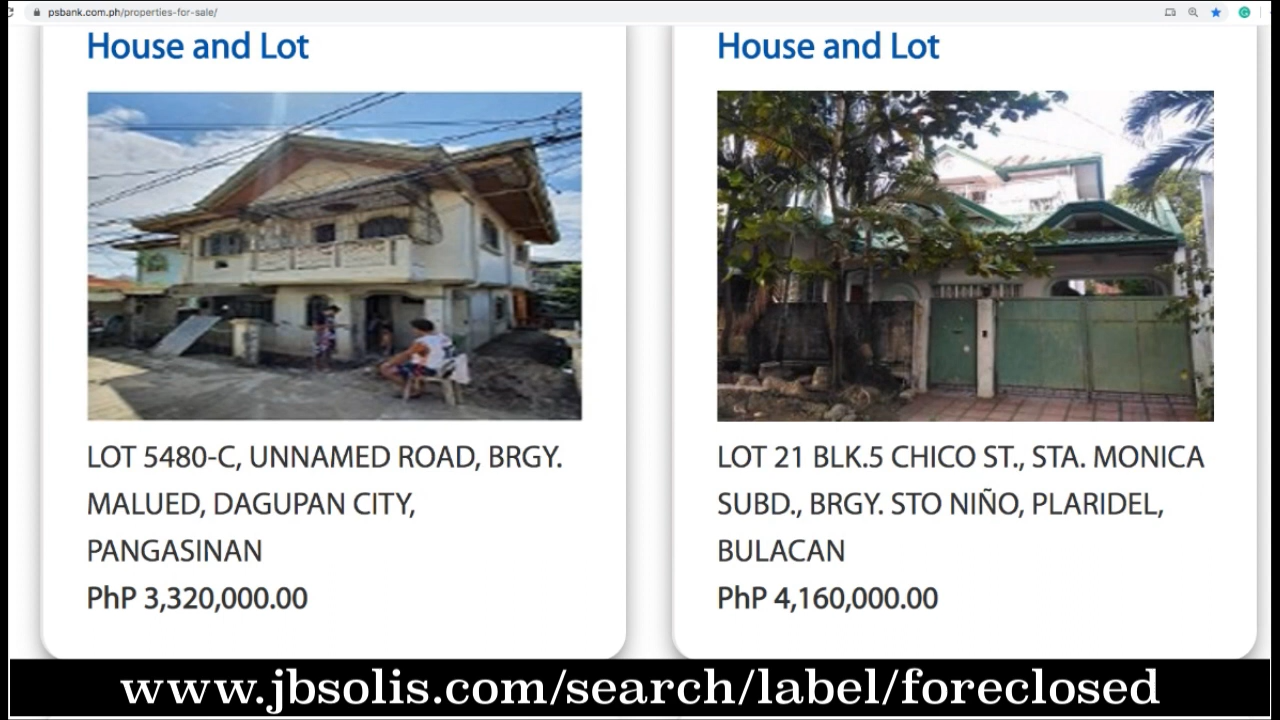 psbank.com.ph/properties-for-sale/
House and Lot
LOT 5480-C, UNNAMED ROAD, BRGY.
MALUED, DAGUPAN CITY,
PANGASINAN
PhP 3,320,000.00
House and Lot
LOT 21 BLK.5 CHICO ST., STA. MONICA
SUBD., BRGY. STO NIÑO, PLARIDEL,
BULACAN
PhP 4,160,000.00
www.jbsolis.com/search/label/foreclosed